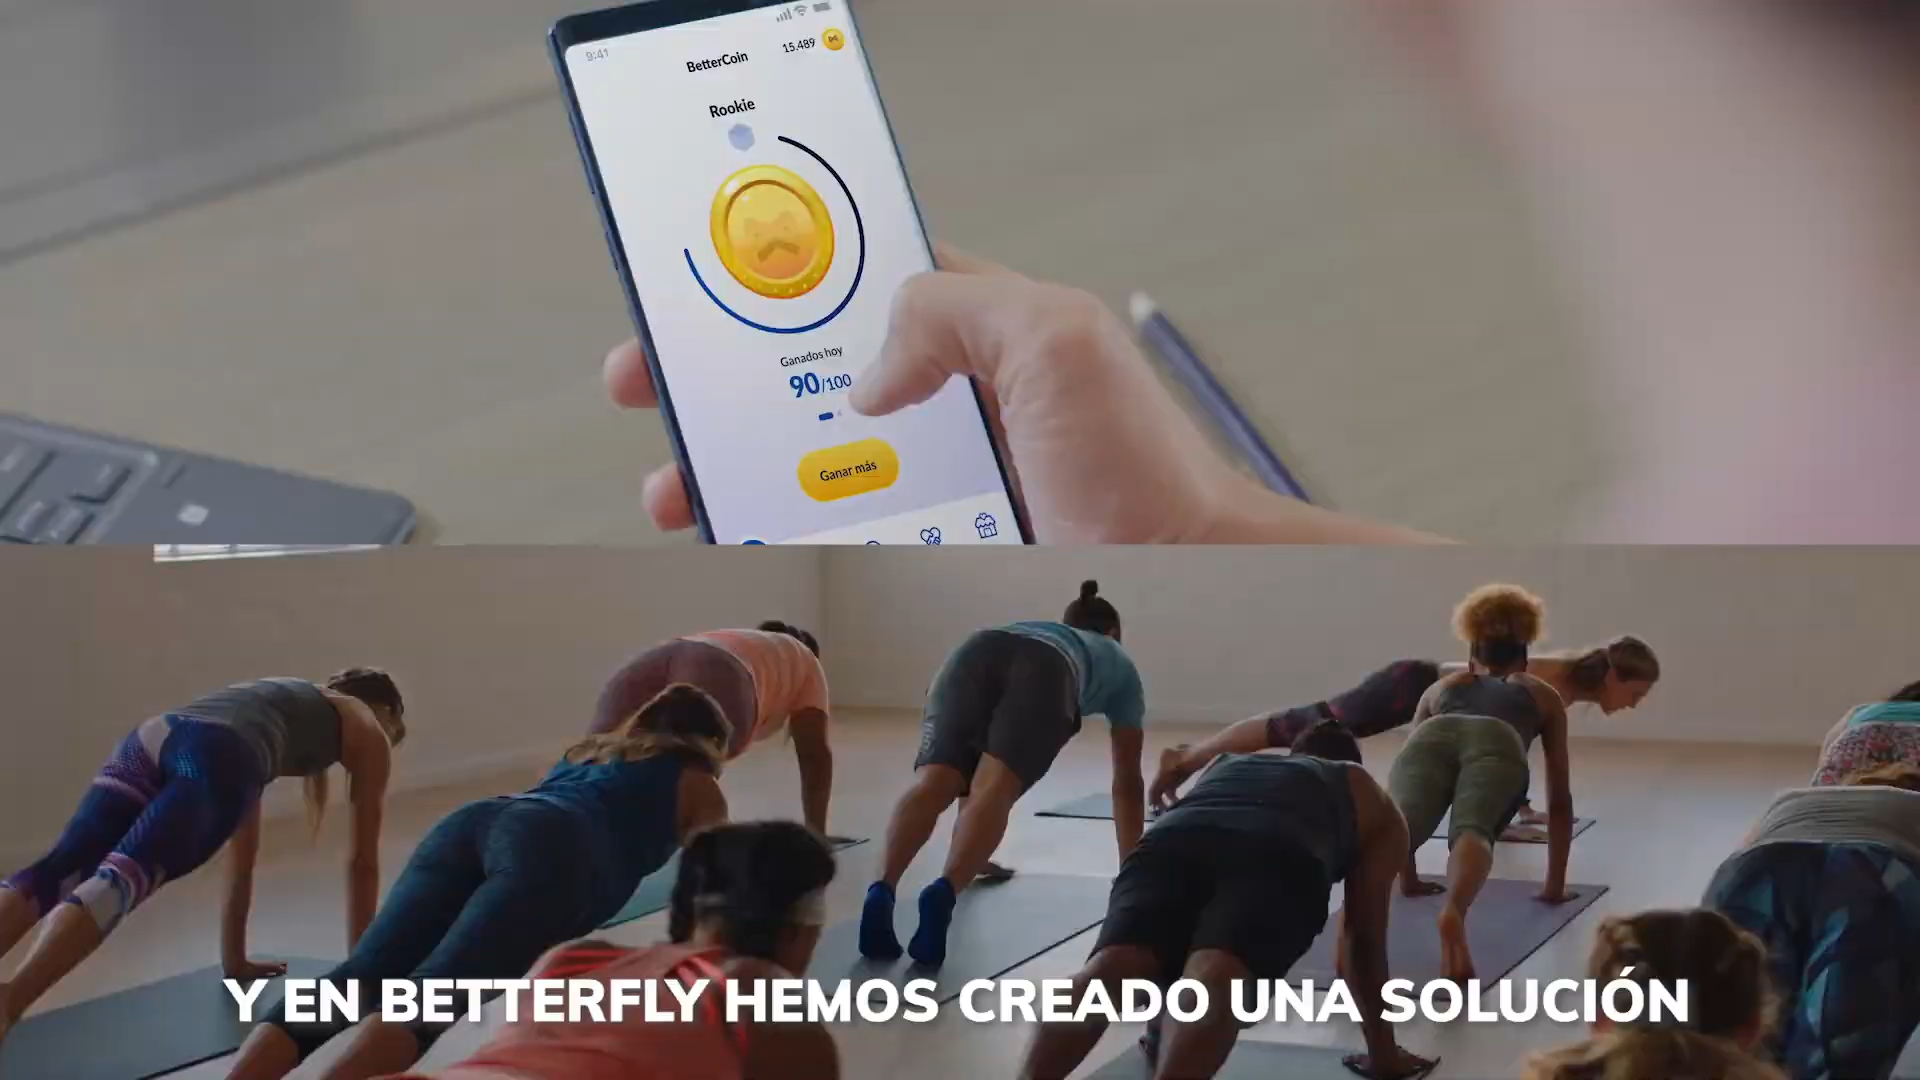 9:41
BetterCoin
15.489
Rookie
Ganados hoy
90/100
Ganar más
Y EN BETTERFLY HEMOS CREADO UNA SOLUCIÓN